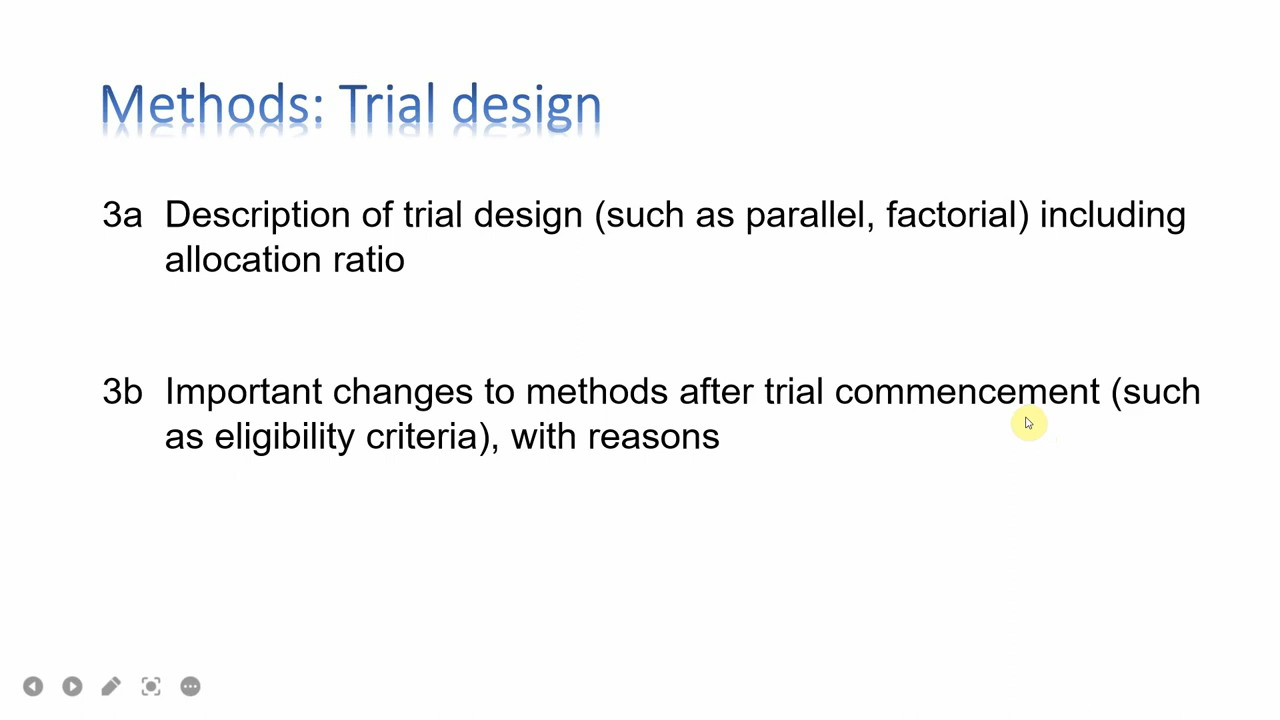 Methods: Trial design
3a Description of trial design (such as parallel, factorial) including
allocation ratio
3b Important changes to methods after trial commencement (such
as eligibility criteria), with reasons